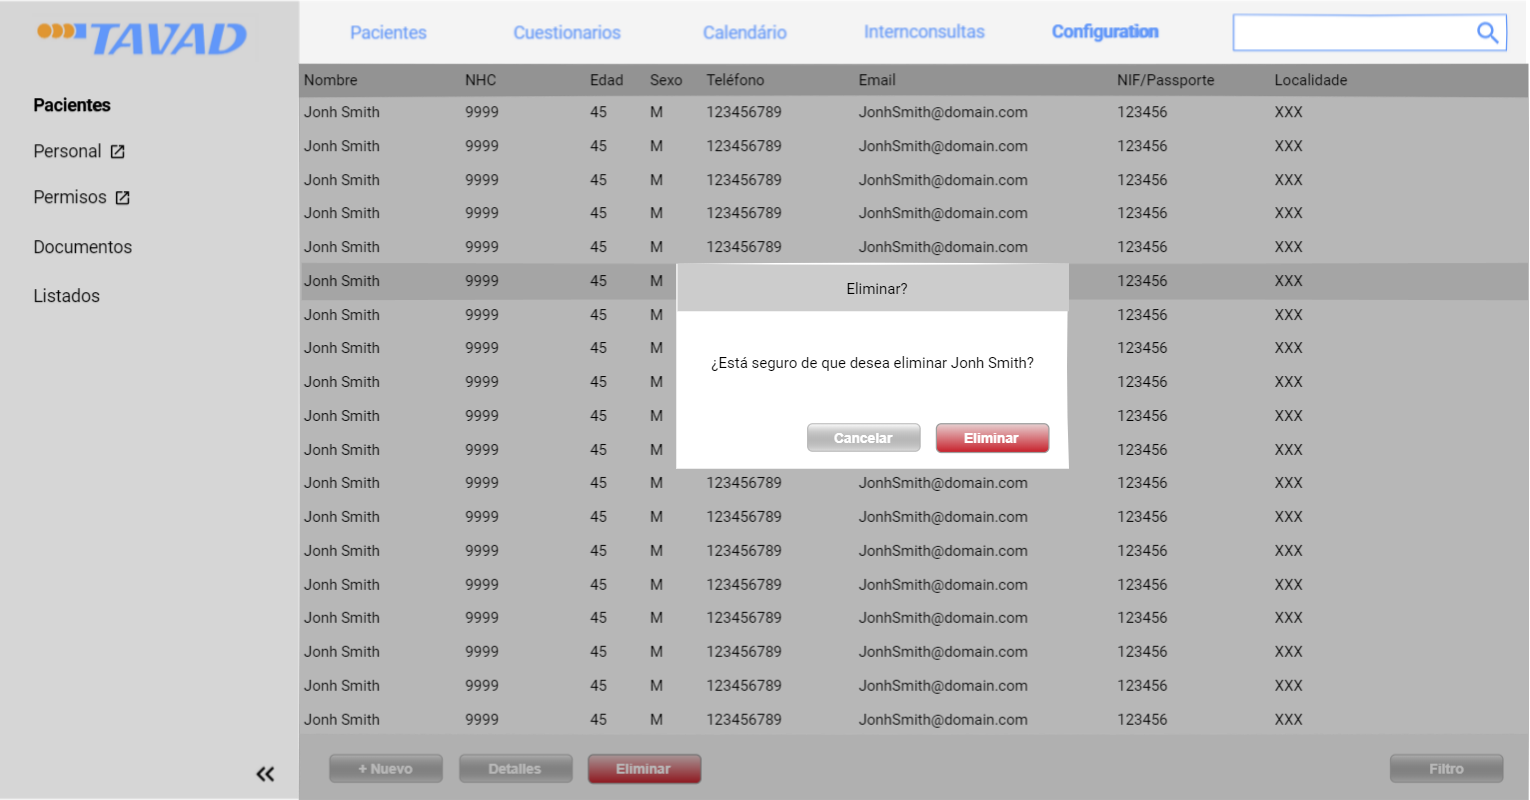 TAVAD
Pacientes Cuestionarios Calendário Internconsultas Configuration
Pacientes
Personal
Permisos
Documentos
Listados
Nombre NHC Edad Sexo Teléfono Email NIF/Passporte Localidade
Jonh Smith 9999 45 M 123456789 JonhSmith@domain.com 123456 XXX
Jonh Smith 9999 45 M 123456789 JonhSmith@domain.com 123456 XXX
Jonh Smith 9999 45 M 123456789 JonhSmith@domain.com 123456 XXX
Jonh Smith 9999 45 M 123456789 JonhSmith@domain.com 123456 XXX
Jonh Smith 9999 45 M 123456789 JonhSmith@domain.com 123456 XXX
Jonh Smith 9999 45 M 123456 XXX
Jonh Smith 9999 45 M 123456 XXX
Jonh Smith 9999 45 M 123456 XXX
Jonh Smith 9999 45 M 123456 XXX
Jonh Smith 9999 45 M 123456 XXX
Jonh Smith 9999 45 M 123456 XXX
Jonh Smith 9999 45 M 123456789 JonhSmith@domain.com 123456 XXX
Jonh Smith 9999 45 M 123456789 JonhSmith@domain.com 123456 XXX
Jonh Smith 9999 45 M 123456789 JonhSmith@domain.com 123456 XXX
Jonh Smith 9999 45 M 123456789 JonhSmith@domain.com 123456 XXX
Jonh Smith 9999 45 M 123456789 JonhSmith@domain.com 123456 XXX
Jonh Smith 9999 45 M 123456789 JonhSmith@domain.com 123456 XXX
Jonh Smith 9999 45 M 123456789 JonhSmith@domain.com 123456 XXX
Jonh Smith 9999 45 M 123456789 JonhSmith@domain.com 123456 XXX
Eliminar?
¿Está seguro de que desea eliminar Jonh Smith?
Cancelar Eliminar
+ Nuevo Detalles Eliminar Filtro